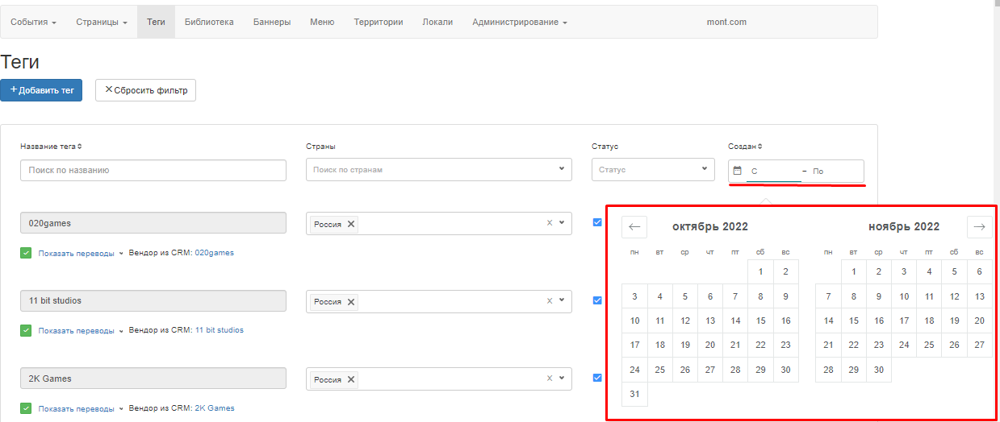 События Страницы Теги Библиотека Баннеры Меню Территории Локали Администрирование mont.com
Теги
+Добавить тег ×Сбросить фильтр
Название тега Страны Статус Создан
Поиск по названию Поиск по странам Статус С – По
020games Россия × ×
Показать переводы Вендор из CRM: 020games
11 bit studios Россия × ×
Показать переводы Вендор из CRM: 11 bit studios
2K Games Россия × ×
Показать переводы Вендор из CRM: 2K Games
← октябрь 2022
пн вт ср чт пт сб вс
1 2
3 4 5 6 7 8 9
10 11 12 13 14 15 16
17 18 19 20 21 22 23
24 25 26 27 28 29 30
31
ноябрь 2022 →
пн вт ср чт пт сб вс
1 2 3 4 5 6
7 8 9 10 11 12 13
14 15 16 17 18 19 20
21 22 23 24 25 26 27
28 29 30